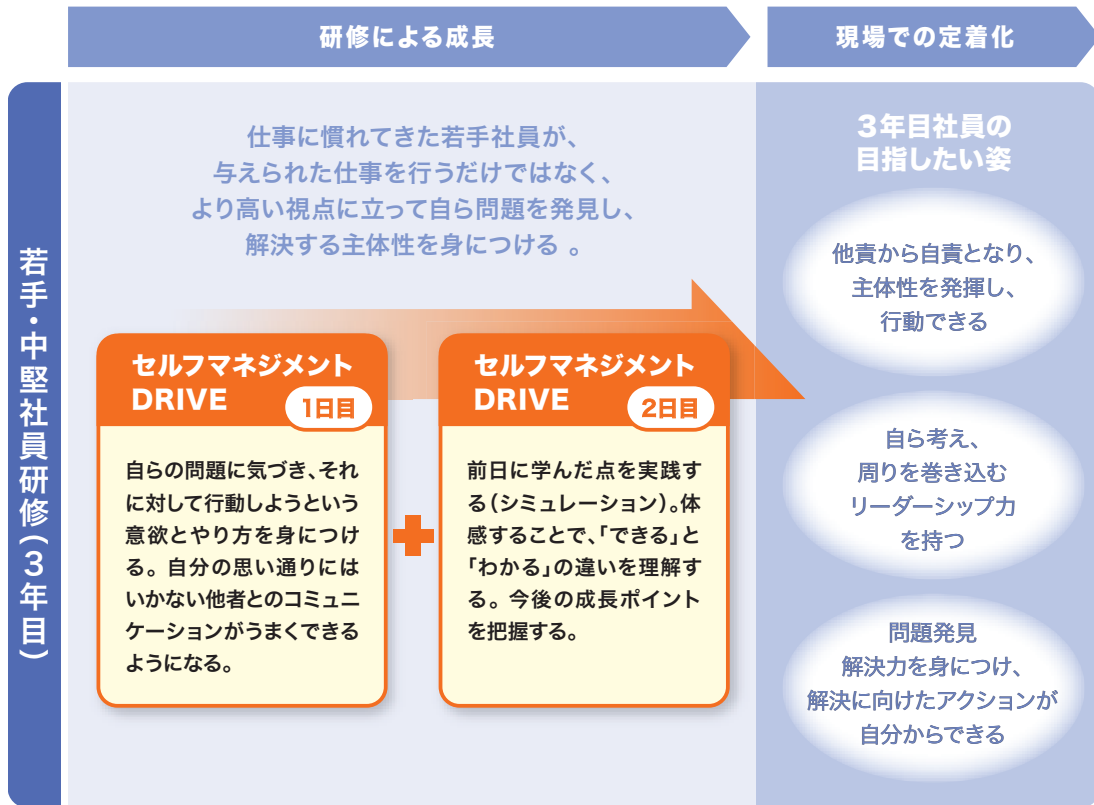 研修による成長
現場での定着化
若手・中堅社員研修(3年目)
仕事に慣れてきた若手社員が、
与えられた仕事を行うだけではなく、
より高い視点に立って自ら問題を発見し、
解決する主体性を身につける 。
セルフマネジメント
DRIVE
1日目
自らの問題に気づき、それ
に対して行動しようという
意欲とやり方を身につけ
る。自分の思い通りには
いかない他者とのコミュニ
ケーションがうまくできる
ようになる。
セルフマネジメント
DRIVE
2日目
前日に学んだ点を実践す
る(シミュレーション)。体
感することで、「できる」と
「わかる」の違いを理解す
る。今後の成長ポイント
を把握する。
3年目社員の
目指したい姿
他責から自責となり、
主体性を発揮し、
行動できる
自ら考え、
周りを巻き込む
リーダーシップ力
を持つ
問題発見
解決力を身につけ、
解決に向けたアクションが
自分からできる